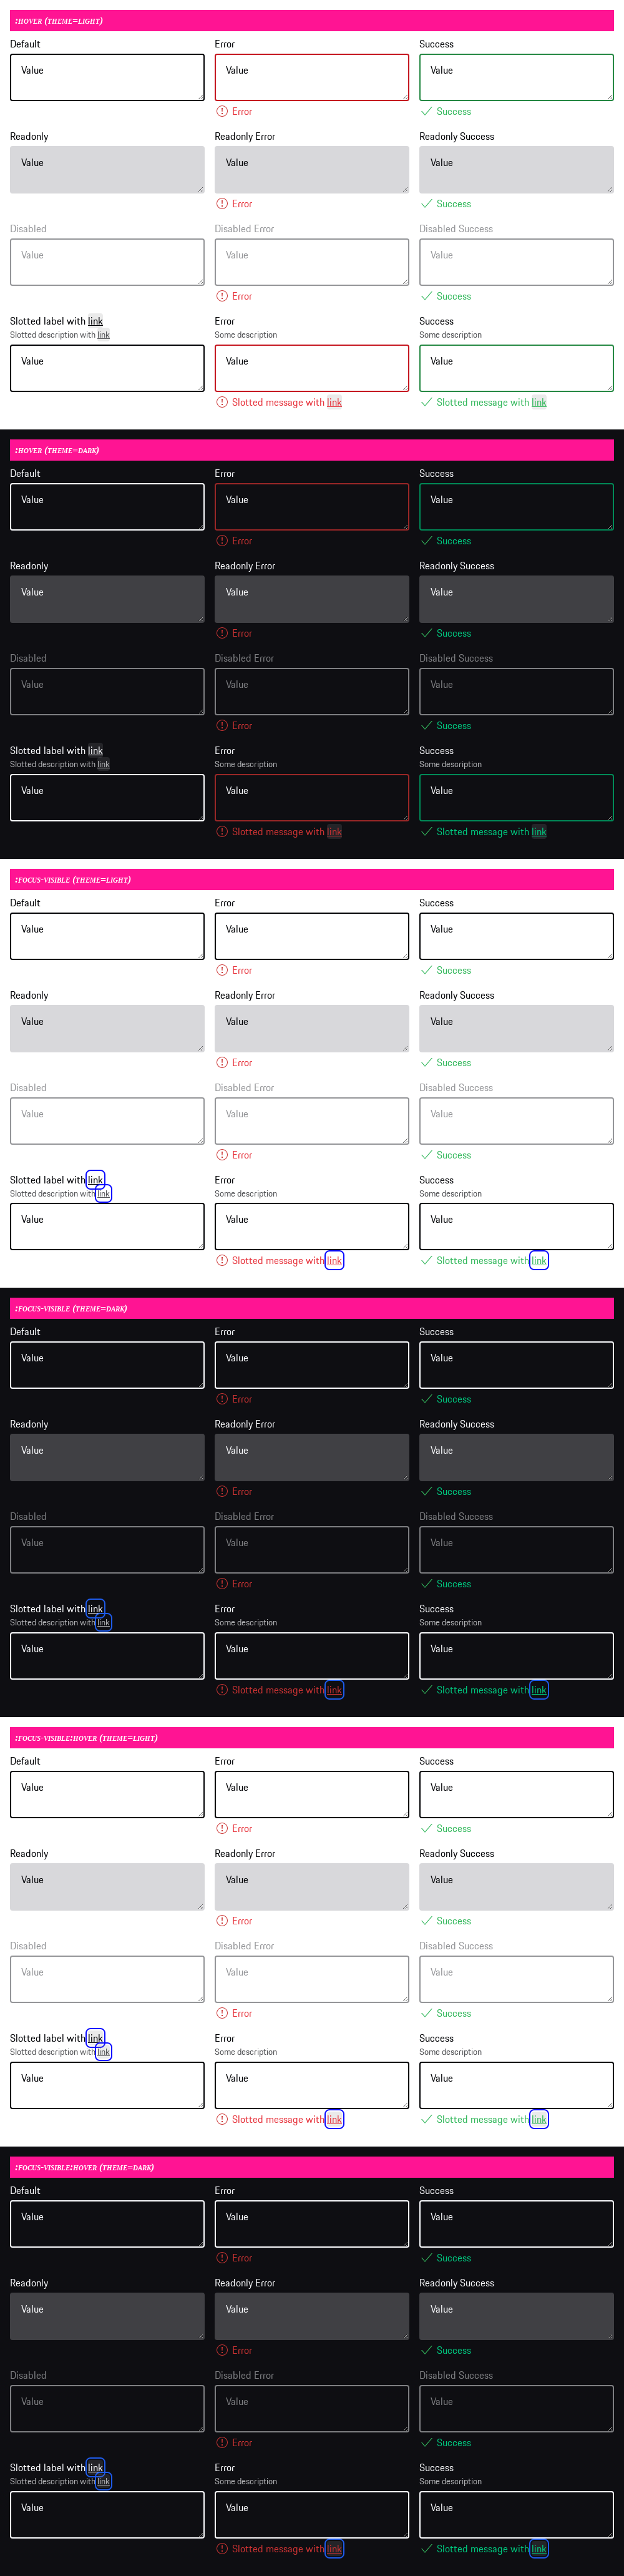 :HOVER (THEME=LIGHT)
Default Error Success
Value Value Value
Error Success
Readonly Readonly Error Readonly Success
Value Value Value
Error Success
Disabled Disabled Error Disabled Success
Value Value Value
Error Success
Slotted label with link Error Success
Slotted description with link Some description Some description
Value Value Value
Slotted message with link Slotted message with link
:HOVER (THEME=DARK)
Default Error Success
Value Value Value
Error Success
Readonly Readonly Error Readonly Success
Value Value Value
Error Success
Disabled Disabled Error Disabled Success
Value Value Value
Error Success
Slotted label with link Error Success
Slotted description with link Some description Some description
Value Value Value
Slotted message with link Slotted message with link
:FOCUS-VISIBLE (THEME=LIGHT)
Default Error Success
Value Value Value
Error Success
Readonly Readonly Error Readonly Success
Value Value Value
Error Success
Disabled Disabled Error Disabled Success
Value Value Value
Error Success
Slotted label with link Error Success
Slotted description with link Some description Some description
Value Value Value
Slotted message with link Slotted message with link
:FOCUS-VISIBLE (THEME=DARK)
Default Error Success
Value Value Value
Error Success
Readonly Readonly Error Readonly Success
Value Value Value
Error Success
Disabled Disabled Error Disabled Success
Value Value Value
Error Success
Slotted label with link Error Success
Slotted description with link Some description Some description
Value Value Value
Slotted message with link Slotted message with link
:FOCUS-VISIBLE:HOVER (THEME=LIGHT)
Default Error Success
Value Value Value
Error Success
Readonly Readonly Error Readonly Success
Value Value Value
Error Success
Disabled Disabled Error Disabled Success
Value Value Value
Error Success
Slotted label with link Error Success
Slotted description with link Some description Some description
Value Value Value
Slotted message with link Slotted message with link
:FOCUS-VISIBLE:HOVER (THEME=DARK)
Default Error Success
Value Value Value
Error Success
Readonly Readonly Error Readonly Success
Value Value Value
Error Success
Disabled Disabled Error Disabled Success
Value Value Value
Error Success
Slotted label with link Error Success
Slotted description with link Some description Some description
Value Value Value
Slotted message with link Slotted message with link